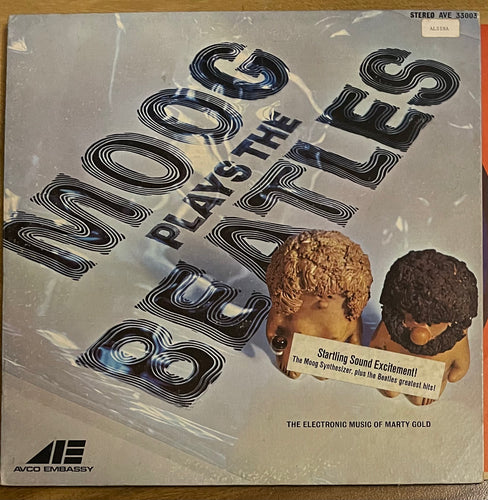 STEREO AVE 33003
AL558A
MOOG
PLAYS THE
BEATLES
Startling Sound Excitement!
The Moog Synthesizer, plus the Beatles greatest hits!
THE ELECTRONIC MUSIC OF MARTY GOLD
AE
AVCO EMBASSY